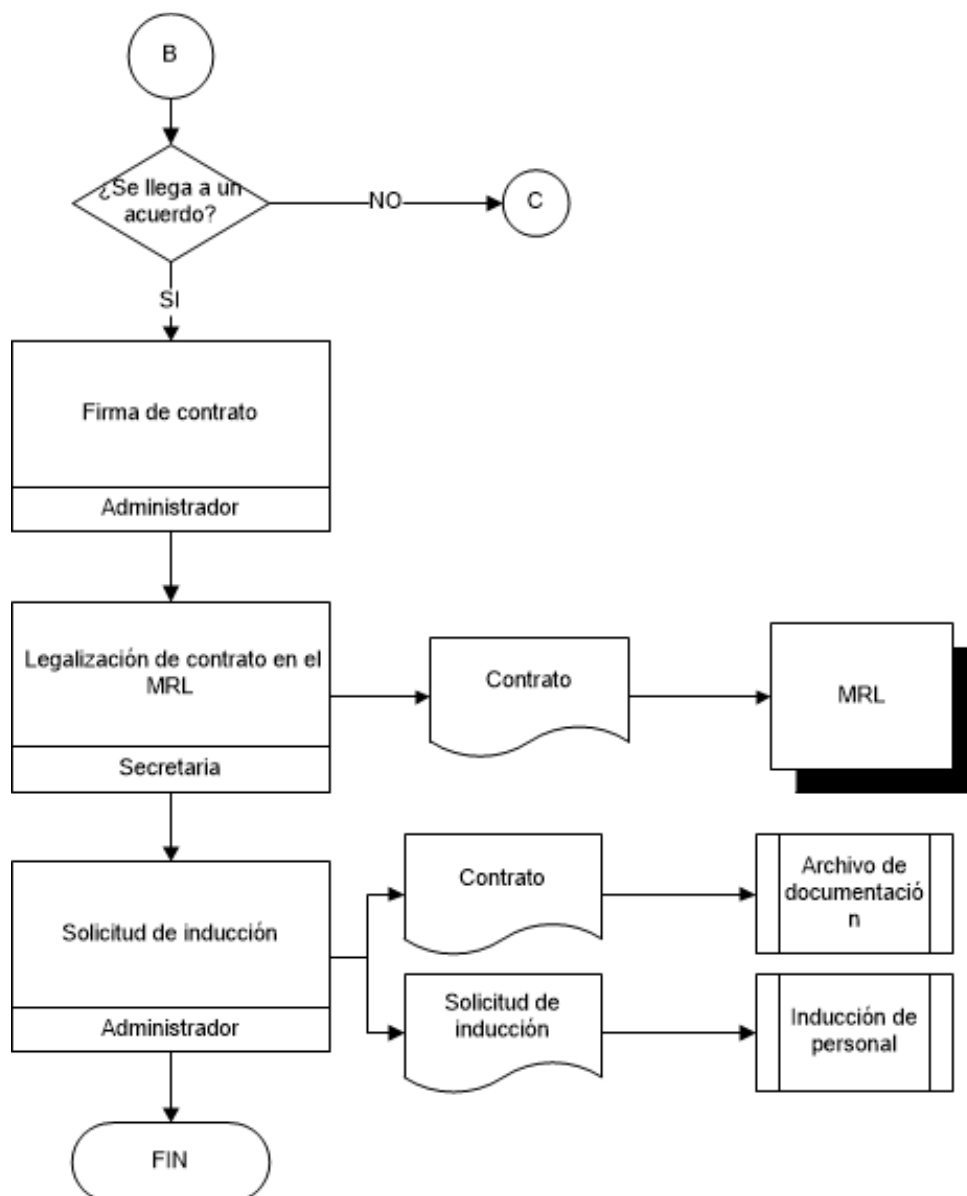 B
¿Se llega a un
acuerdo?
NO
C
SI
Firma de contrato
Administrador
Legalización de contrato en el
MRL
Secretaria
Contrato
MRL
Solicitud de inducción
Administrador
Contrato
Archivo de
documentació
n
Solicitud de
inducción
Inducción de
personal
FIN